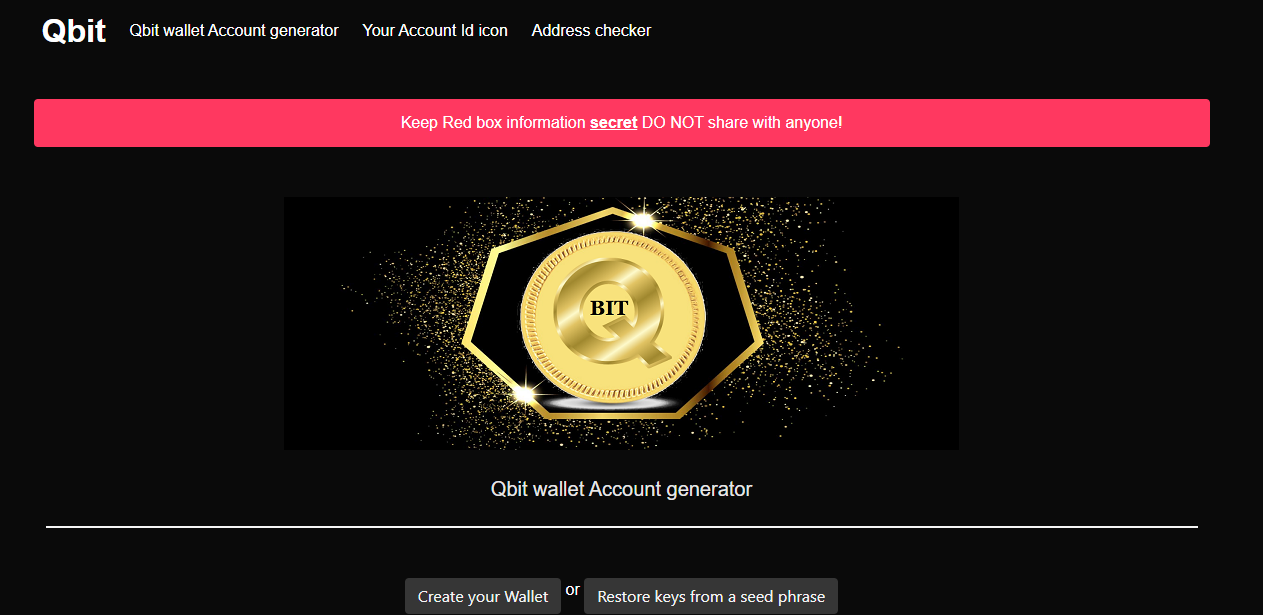 Qbit Qbit wallet Account generator Your Account Id icon Address checker
Keep Red box information secret DO NOT share with anyone!
BIT
Qbit wallet Account generator
Create your Wallet or Restore keys from a seed phrase